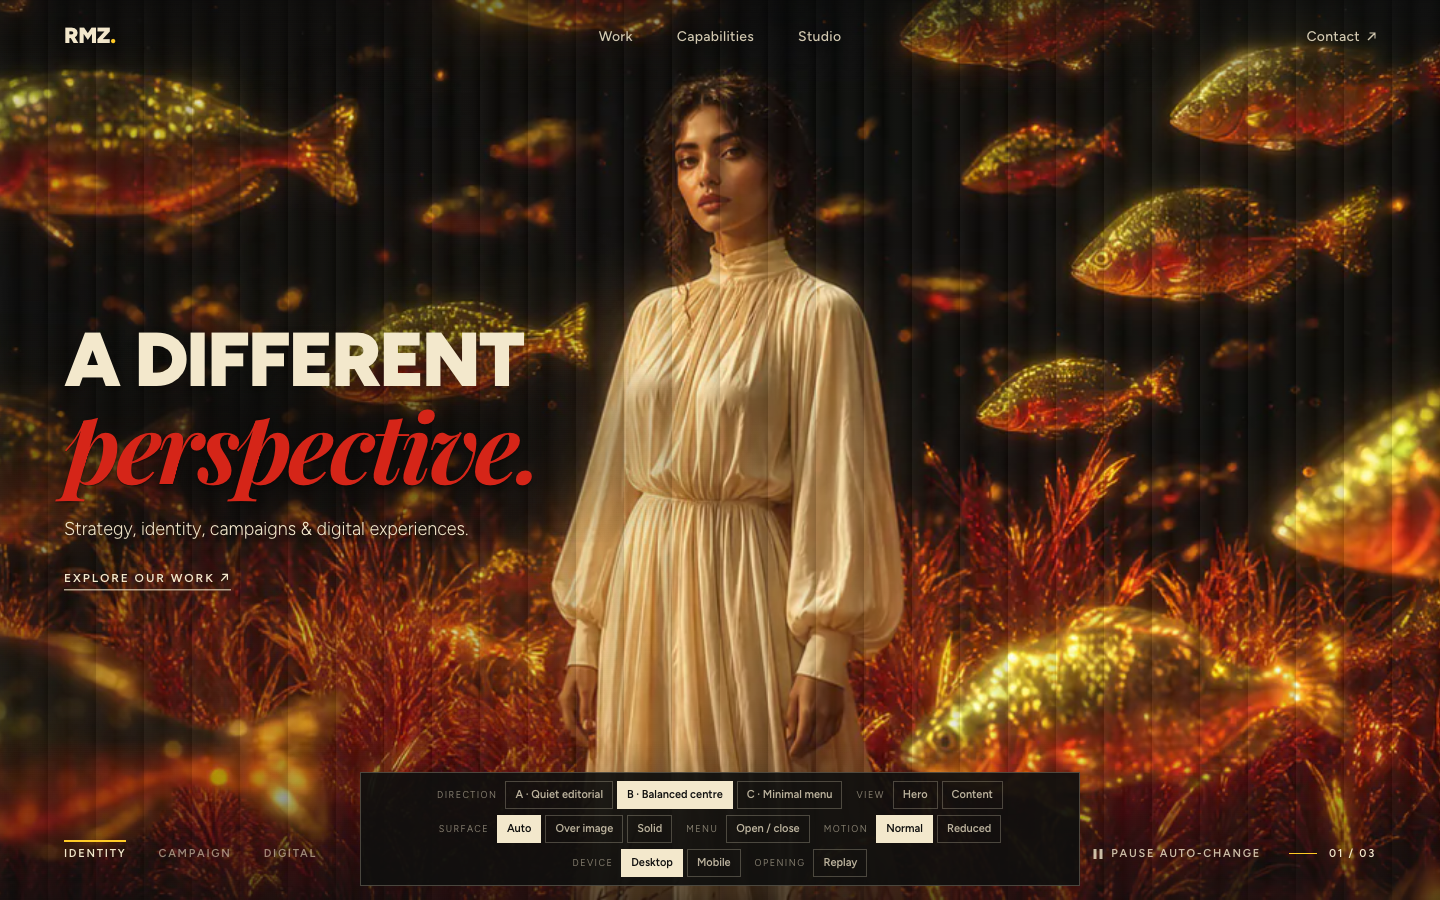 RMZ.
Work Capabilities Studio Contact ↗
A DIFFERENT
perspective.
Strategy, identity, campaigns & digital experiences.
EXPLORE OUR WORK ↗
DIRECTION A · Quiet editorial B · Balanced centre C · Minimal menu VIEW Hero Content
SURFACE Auto Over image Solid MENU Open / close MOTION Normal Reduced
DEVICE Desktop Mobile OPENING Replay
IDENTITY CAMPAIGN DIGITAL
PAUSE AUTO-CHANGE 01 / 03